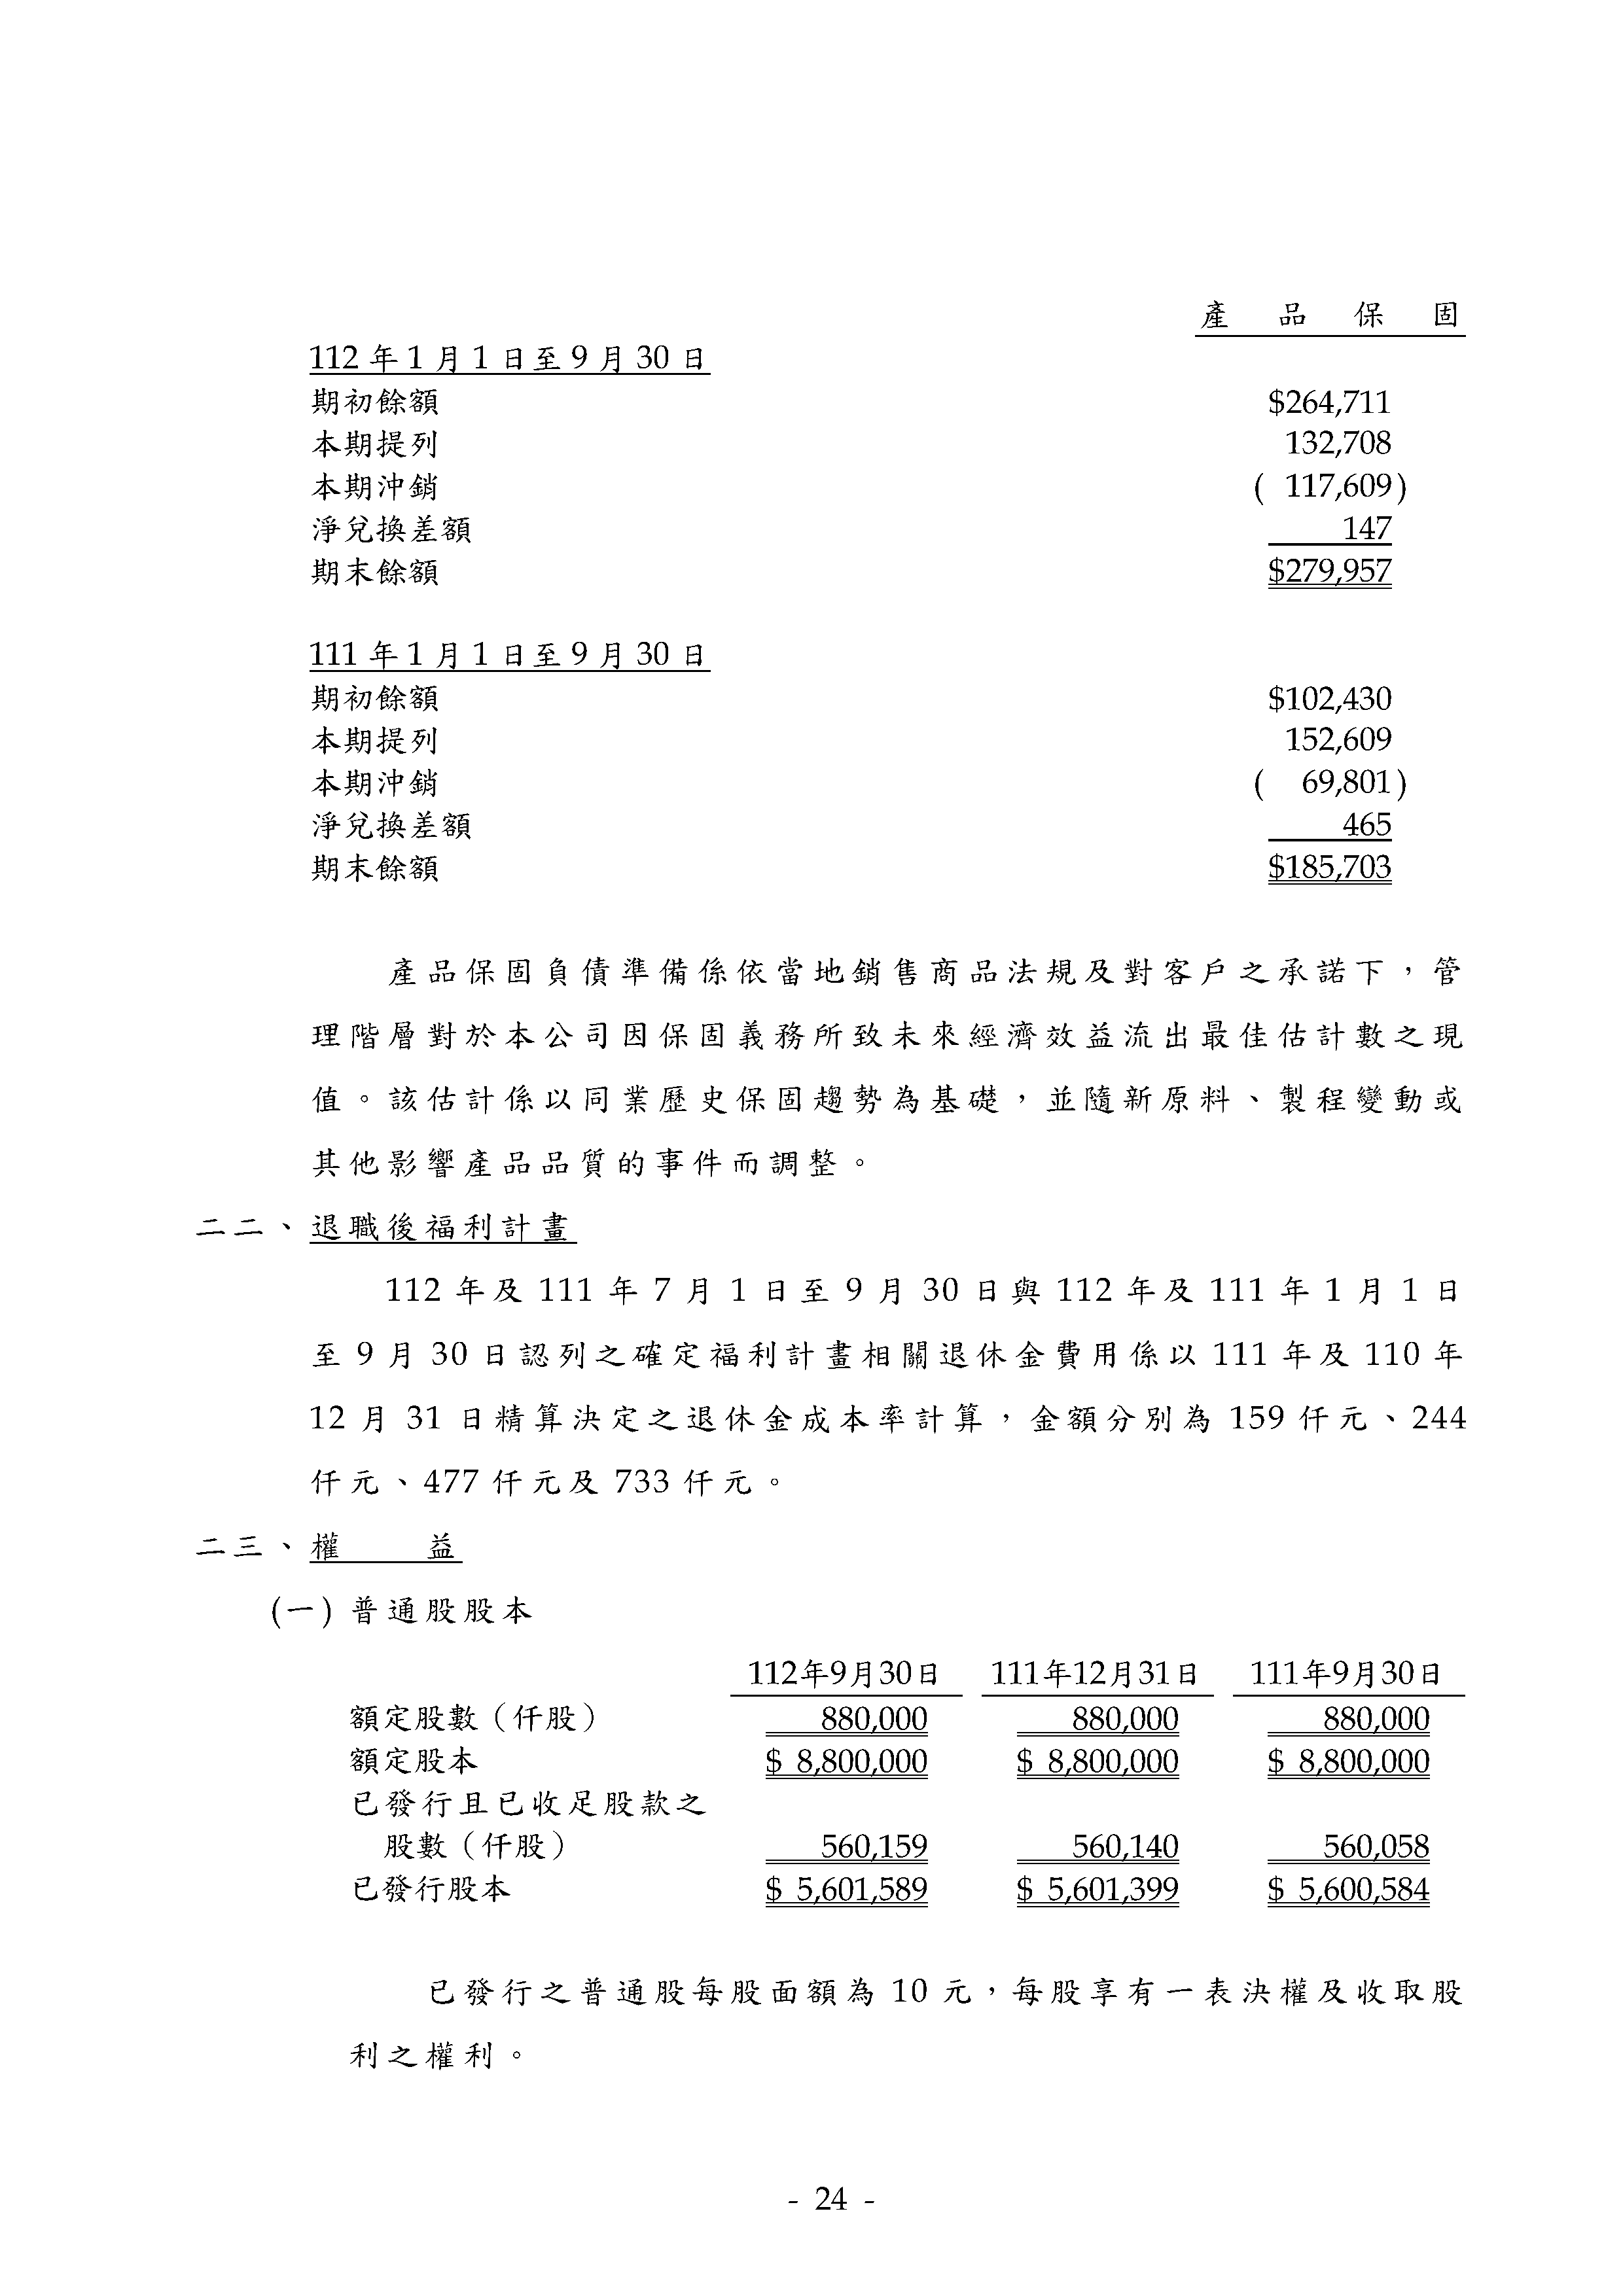 產品保固
112 年 1 月 1 日至 9 月 30 日
期初餘額 $264,711
本期提列 132,708
本期沖銷 ( 117,609)
淨兌換差額 147
期末餘額 $279,957
111 年 1 月 1 日至 9 月 30 日
期初餘額 $102,430
本期提列 152,609
本期沖銷 ( 69,801)
淨兌換差額 465
期末餘額 $185,703
產品保固負債準備係依當地銷售商品法規及對客戶之承諾下，管
理階層對於本公司因保固義務所致未來經濟效益流出最佳估計數之現
值。該估計係以同業歷史保固趨勢為基礎，並隨新原料、製程變動或
其他影響產品品質的事件而調整。
二二、退職後福利計畫
112 年及 111 年 7 月 1 日至 9 月 30 日與 112 年及 111 年 1 月 1 日
至 9 月 30 日認列之確定福利計畫相關退休金費用係以 111 年及 110 年
12 月 31 日精算決定之退休金成本率計算，金額分別為 159 仟元、244
仟元、477 仟元及 733 仟元。
二三、權益
(一) 普通股股本
112年9月30日 111年12月31日 111年9月30日
額定股數（仟股） 880,000 880,000 880,000
額定股本 $ 8,800,000 $ 8,800,000 $ 8,800,000
已發行且已收足股款之
股數（仟股） 560,159 560,140 560,058
已發行股本 $ 5,601,589 $ 5,601,399 $ 5,600,584
已發行之普通股每股面額為 10 元，每股享有一表決權及收取股
利之權利。
- 24 -